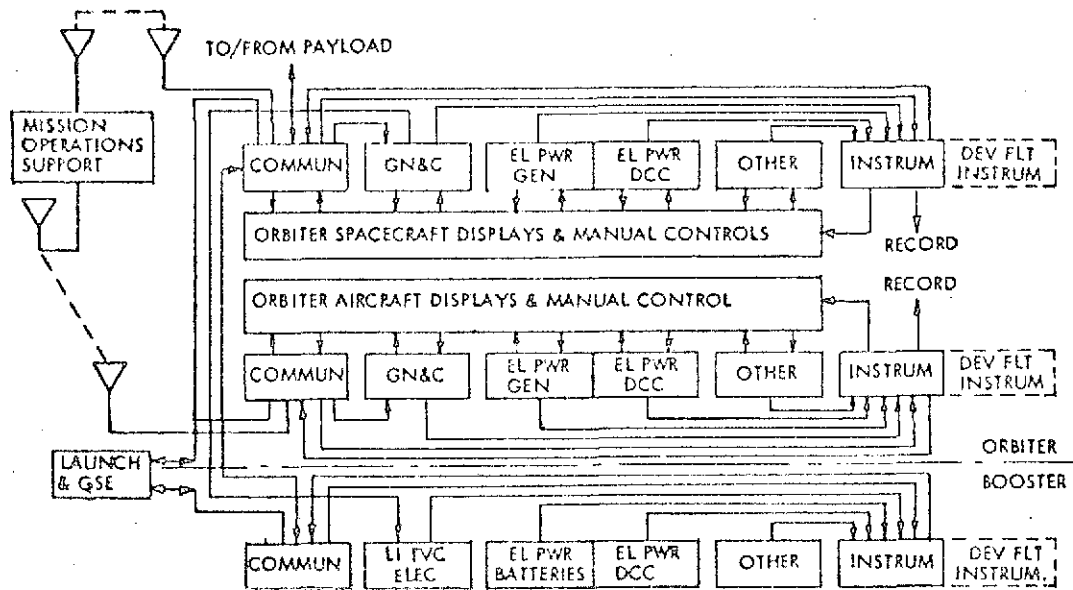 TO/FROM PAYLOAD
MISSION
OPERATIONS
SUPPORT
COMMUN
GN&C
EL PWR
GEN
EL PWR
DCC
OTHER
INSTRUM
DEV FLT
INSTRUM
ORBITER SPACECRAFT DISPLAYS & MANUAL CONTROLS
RECORD
RECORD
ORBITER AIRCRAFT DISPLAYS & MANUAL CONTROL
COMMUN
GN&C
EL PWR
GEN
EL PWR
DCC
OTHER
INSTRUM
DEV FLT
INSTRUM
LAUNCH
& GSE
ORBITER
BOOSTER
COMMUN
LI TVC
ELEC
EL PWR
BATTERIES
EL PWR
DCC
OTHER
INSTRUM
DEV FLT
INSTRUM.